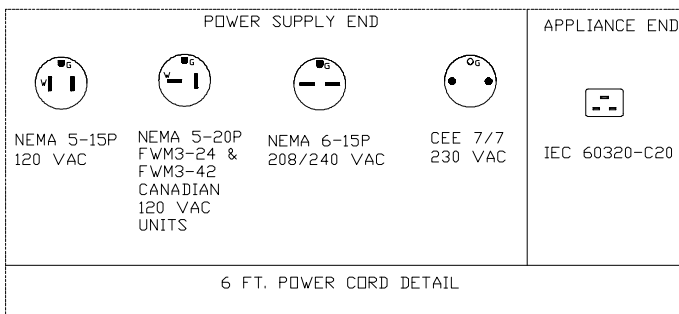 POWER SUPPLY END
APPLIANCE END
G
W
G
W
G
G
NEMA 5-15P
120 VAC
NEMA 5-20P
FWM3-24 &
FWM3-42
CANADIAN
120 VAC
UNITS
NEMA 6-15P
208/240 VAC
CEE 7/7
230 VAC
IEC 60320-C20
6 FT. POWER CORD DETAIL